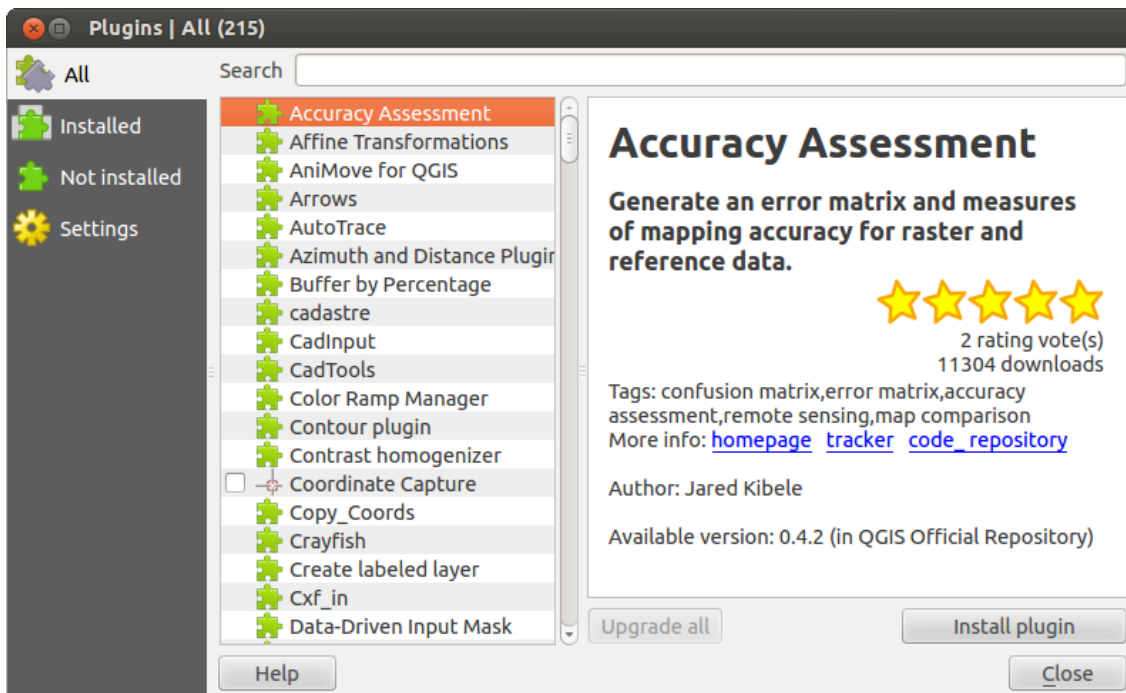 Plugins | All (215)
All
Installed
Not installed
Settings
Search
Accuracy Assessment
Affine Transformations
AniMove for QGIS
Arrows
AutoTrace
Azimuth and Distance Plugin
Buffer by Percentage
cadastre
CadInput
CadTools
Color Ramp Manager
Contour plugin
Contrast homogenizer
Coordinate Capture
Copy_Coords
Crayfish
Create labeled layer
Cxf_in
Data-Driven Input Mask
Accuracy Assessment
Generate an error matrix and measures
of mapping accuracy for raster and
reference data.
2 rating vote(s)
11304 downloads
Tags: confusion matrix,error matrix,accuracy
assessment,remote sensing,map comparison
More info: homepage tracker code_repository
Author: Jared Kibele
Available version: 0.4.2 (in QGIS Official Repository)
Upgrade all
Install plugin
Help
Close